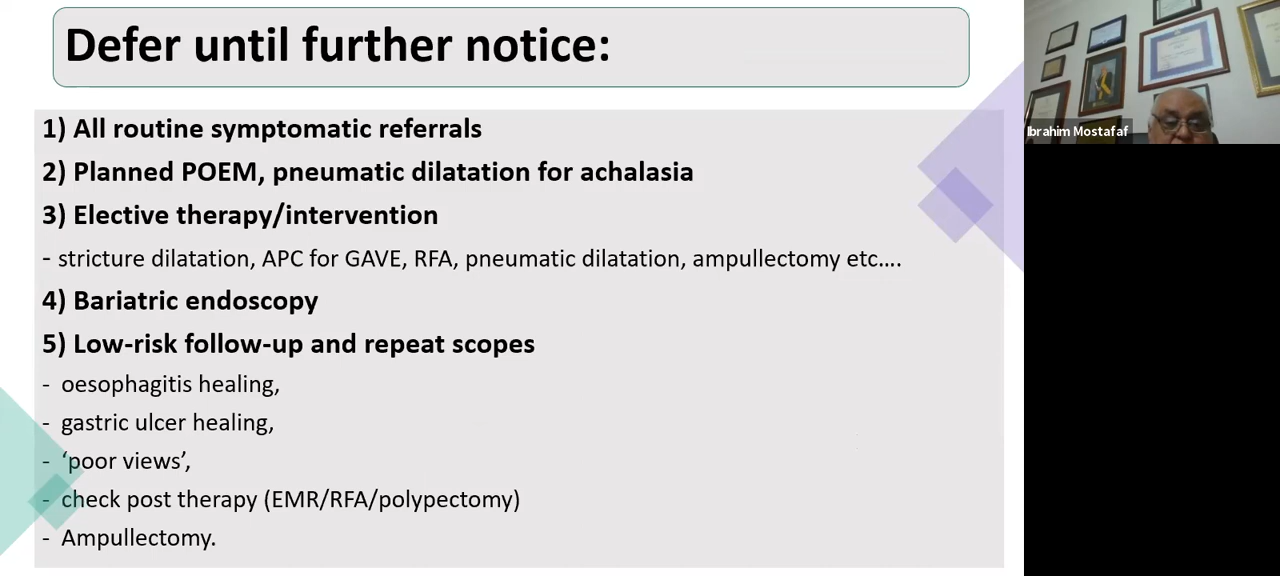 Defer until further notice:
1) All routine symptomatic referrals
2) Planned POEM, pneumatic dilatation for achalasia
3) Elective therapy/intervention
- stricture dilatation, APC for GAVE, RFA, pneumatic dilatation, ampullectomy etc....
4) Bariatric endoscopy
5) Low-risk follow-up and repeat scopes
- oesophagitis healing,
- gastric ulcer healing,
- ‘poor views’,
- check post therapy (EMR/RFA/polypectomy)
- Ampullectomy.
Ibrahim Mostafaf